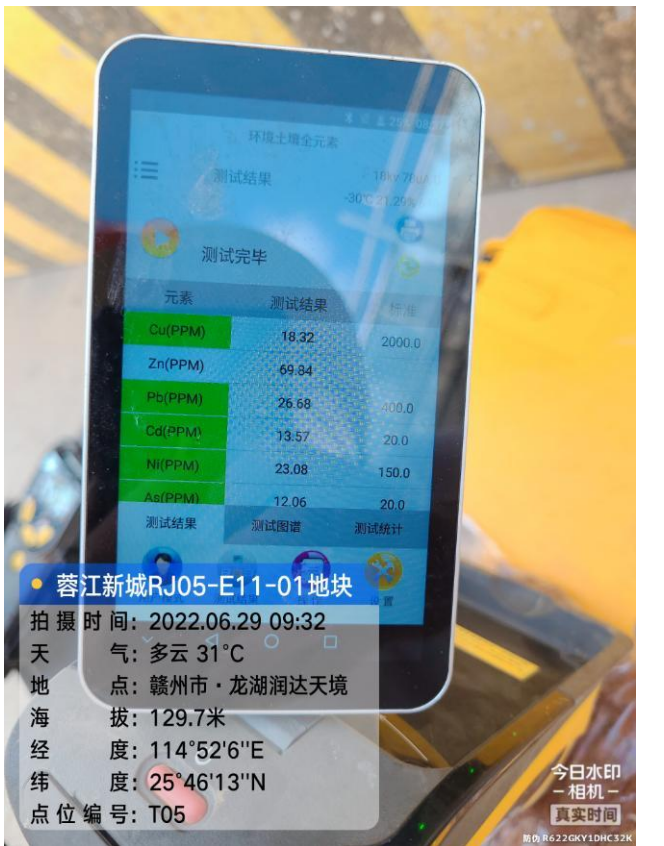 环境土壤全元素
测试结果
-30℃ 21.29%
测试完毕
元素 测试结果 标准
Cu(PPM) 18.32 2000.0
Zn(PPM) 69.84
Pb(PPM) 26.68 400.0
Cd(PPM) 13.57 20.0
Ni(PPM) 23.08 150.0
As(PPM) 12.06 20.0
测试结果 测试图谱 测试统计
设置
蓉江新城RJ05-E11-01地块
拍摄时间: 2022.06.29 09:32
天气: 多云 31°C
地点: 赣州市·龙湖润达天境
海拔: 129.7米
经度: 114°52'6"E
纬度: 25°46'13"N
点位编号: T05
今日水印
-相机-
真实时间
防伪 R622GKY1DHC32K